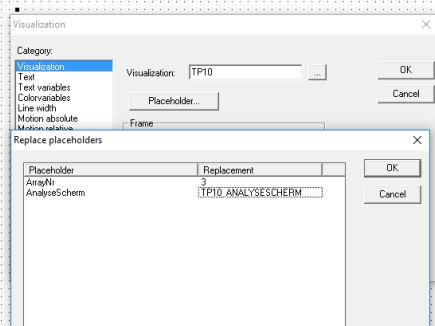 Visualization
Category:
Visualization
Text
Text variables
Colorvariables
Line width
Motion absolute
Motion relative
Visualization: TP10 ...
Placeholder...
Frame
OK
Cancel
Replace placeholders
Placeholder Replacement
ArrayNr 3
AnalyseScherm TP10_ANALYSESCHERM
OK
Cancel